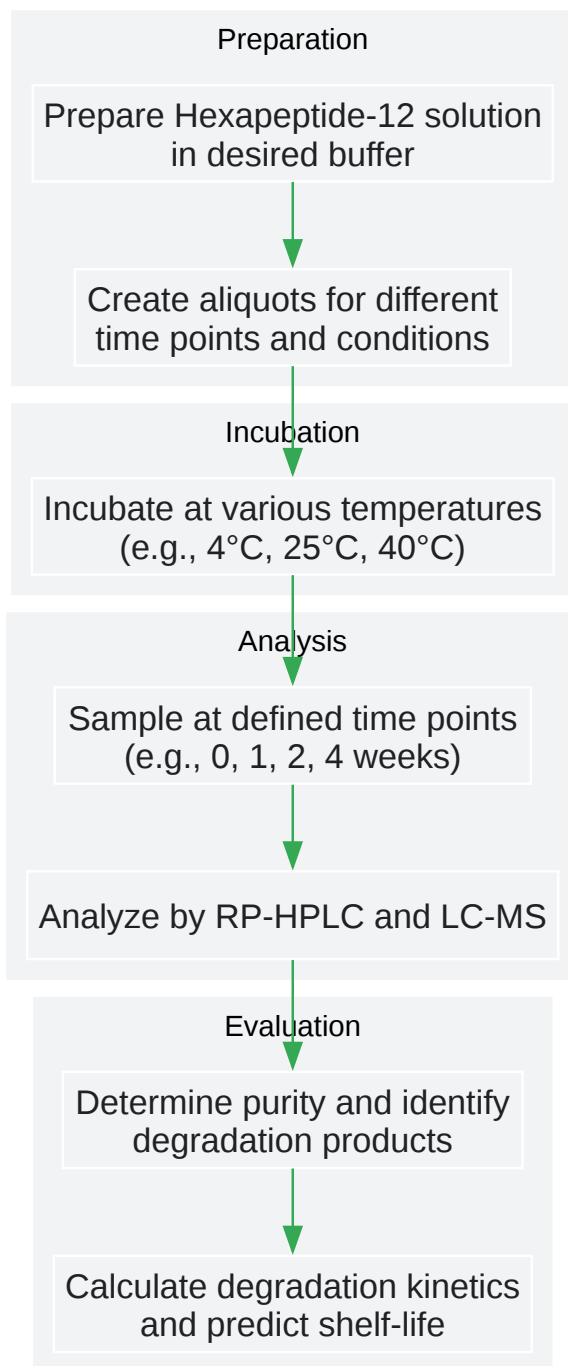 Preparation
Prepare Hexapeptide-12 solution
in desired buffer
Create aliquots for different
time points and conditions
Incubation
Incubate at various temperatures
(e.g., 4°C, 25°C, 40°C)
Analysis
Sample at defined time points
(e.g., 0, 1, 2, 4 weeks)
Analyze by RP-HPLC and LC-MS
Evaluation
Determine purity and identify
degradation products
Calculate degradation kinetics
and predict shelf-life